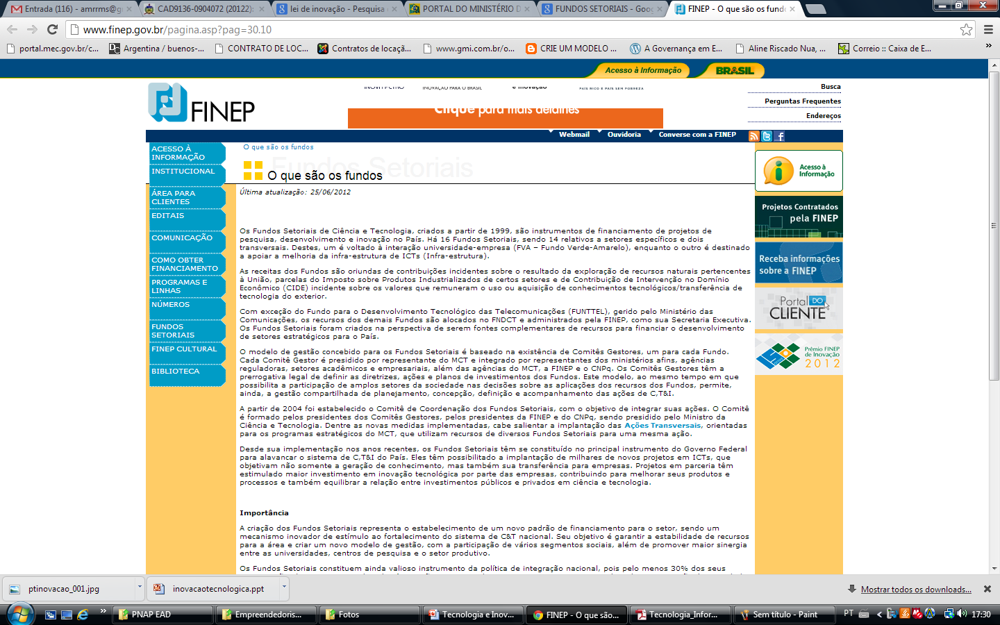 Entrada (116) - amrrms@g
CAD9136-0904072 (20122):
lei de inovação - Pesquisa
PORTAL DO MINISTÉRIO D
FUNDOS SETORIAIS - Goog
FINEP - O que são os fund
www.finep.gov.br/pagina.asp?pag=30.10
portal.mec.gov.br/c...
Argentina / buenos-...
CONTRATO DE LOC...
Contratos de locaçã...
www.gmi.com.br/o...
CRIE UM MODELO ...
A Governança em E...
Aline Riscado Nua, ...
Correio :: Caixa de E...
»
Acesso à Informação
BRASIL
FINEP
INOVAÇÃO PARA O BRASIL
e inovação
PAÍS RICO É PAÍS SEM POBREZA
Clique para mais detalhes
Busca
Perguntas Frequentes
Endereços
Webmail
Ouvidoria
Converse com a FINEP
ACESSO À
INFORMAÇÃO
INSTITUCIONAL
ÁREA PARA
CLIENTES
EDITAIS
COMUNICAÇÃO
COMO OBTER
FINANCIAMENTO
PROGRAMAS E
LINHAS
NÚMEROS
FUNDOS
SETORIAIS
FINEP CULTURAL
BIBLIOTECA
O que são os fundos
Fundos Setoriais
O que são os fundos
Última atualização: 25/06/2012
Os Fundos Setoriais de Ciência e Tecnologia, criados a partir de 1999, são instrumentos de financiamento de projetos de
pesquisa, desenvolvimento e inovação no País. Há 16 Fundos Setoriais, sendo 14 relativos a setores específicos e dois
transversais. Destes, um é voltado à interação universidade-empresa (FVA – Fundo Verde-Amarelo), enquanto o outro é destinado
a apoiar a melhoria da infra-estrutura de ICTs (Infra-estrutura).
As receitas dos Fundos são oriundas de contribuições incidentes sobre o resultado da exploração de recursos naturais pertencentes
à União, parcelas do Imposto sobre Produtos Industrializados de certos setores e de Contribuição de Intervenção no Domínio
Econômico (CIDE) incidente sobre os valores que remuneram o uso ou aquisição de conhecimentos tecnológicos/transferência de
tecnologia do exterior.
Com exceção do Fundo para o Desenvolvimento Tecnológico das Telecomunicações (FUNTTEL), gerido pelo Ministério das
Comunicações, os recursos dos demais Fundos são alocados no FNDCT e administrados pela FINEP, como sua Secretaria Executiva.
Os Fundos Setoriais foram criados na perspectiva de serem fontes complementares de recursos para financiar o desenvolvimento
de setores estratégicos para o País.
O modelo de gestão concebido para os Fundos Setoriais é baseado na existência de Comitês Gestores, um para cada Fundo.
Cada Comitê Gestor é presidido por representante do MCT e integrado por representantes dos ministérios afins, agências
reguladoras, setores acadêmicos e empresariais, além das agências do MCT, a FINEP e o CNPq. Os Comitês Gestores têm a
prerrogativa legal de definir as diretrizes, ações e planos de investimentos dos Fundos. Este modelo, ao mesmo tempo em que
possibilita a participação de amplos setores da sociedade nas decisões sobre as aplicações dos recursos dos Fundos, permite,
ainda, a gestão compartilhada de planejamento, concepção, definição e acompanhamento das ações de C,T&I.
A partir de 2004 foi estabelecido o Comitê de Coordenação dos Fundos Setoriais, com o objetivo de integrar suas ações. O Comitê
é formado pelos presidentes dos Comitês Gestores, pelos presidentes da FINEP e do CNPq, sendo presidido pelo Ministro da
Ciência e Tecnologia. Dentre as novas medidas implementadas, cabe salientar a implantação das Ações Transversais, orientadas
para os programas estratégicos do MCT, que utilizam recursos de diversos Fundos Setoriais para uma mesma ação.
Desde sua implementação nos anos recentes, os Fundos Setoriais têm se constituído no principal instrumento do Governo Federal
para alavancar o sistema de C,T&I do País. Eles têm possibilitado a implantação de milhares de novos projetos em ICTs, que
objetivam não somente a geração de conhecimento, mas também sua transferência para empresas. Projetos em parceria têm
estimulado maior investimento em inovação tecnológica por parte das empresas, contribuindo para melhorar seus produtos e
processos e também equilibrar a relação entre investimentos públicos e privados em ciência e tecnologia.
Importância
A criação dos Fundos Setoriais representa o estabelecimento de um novo padrão de financiamento para o setor, sendo um
mecanismo inovador de estímulo ao fortalecimento do sistema de C&T nacional. Seu objetivo é garantir a estabilidade de recursos
para a área e criar um novo modelo de gestão, com a participação de vários segmentos sociais, além de promover maior sinergia
entre as universidades, centros de pesquisa e o setor produtivo.
Os Fundos Setoriais constituem ainda valioso instrumento da política de integração nacional, pois pelo menos 30% dos seus
Acesso à
Informação
Projetos Contratados
pela FINEP
Receba informações
sobre a FINEP
Portal DO
CLIENTE
Prêmio FINEP
de Inovação
2012
ptinovacao_001.jpg
inovacaotecnologica.ppt
Mostrar todos os downloads...
»
PNAP EAD
Empreendedoris...
Fotos
Tecnologia e Inov...
FINEP - O que são...
Tecnologia_Infor...
Sem título - Paint
PT
17:30